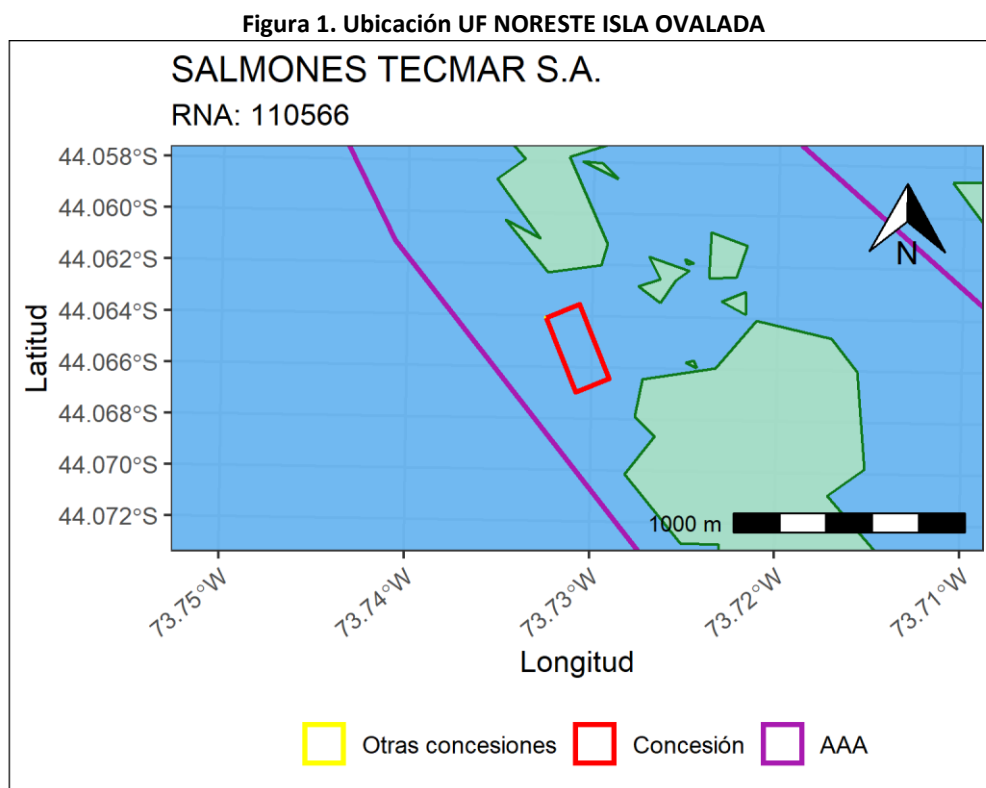 Figura 1. Ubicación UF NORESTE ISLA OVALADA
SALMONES TECMAR S.A.
RNA: 110566
44.058°S
44.060°S
44.062°S
44.064°S
44.066°S
44.068°S
44.070°S
44.072°S
Latitud
N
1000 m
73.75°W
73.74°W
73.73°W
73.72°W
73.71°W
Longitud
Otras concesiones
Concesión
AAA